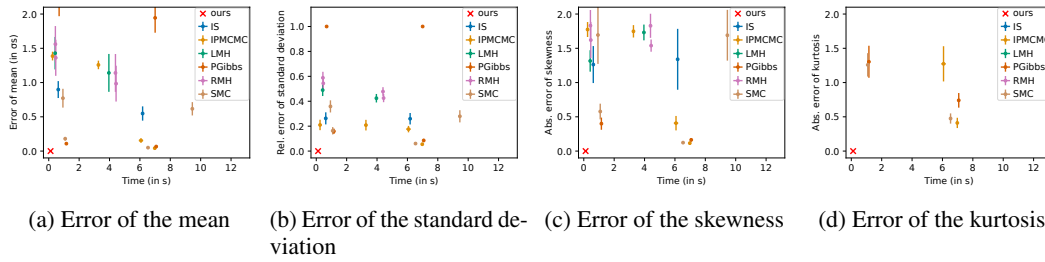 Error of mean (in σs)
2.0
1.5
1.0
0.5
0.0
0 2 4 6 8 10 12
Time (in s)
ours
IS
IPMCMC
LMH
PGibbs
RMH
SMC
Rel. error of standard deviation
1.0
0.8
0.6
0.4
0.2
0.0
0 2 4 6 8 10 12
Time (in s)
ours
IS
IPMCMC
LMH
PGibbs
RMH
SMC
Abs. error of skewness
2.0
1.5
1.0
0.5
0.0
0 2 4 6 8 10 12
Time (in s)
ours
IS
IPMCMC
LMH
PGibbs
RMH
SMC
Abs. error of kurtosis
2.0
1.5
1.0
0.5
0.0
0 2 4 6 8 10 12
Time (in s)
ours
IS
IPMCMC
LMH
PGibbs
RMH
SMC
(a) Error of the mean
(b) Error of the standard de-
viation
(c) Error of the skewness
(d) Error of the kurtosis